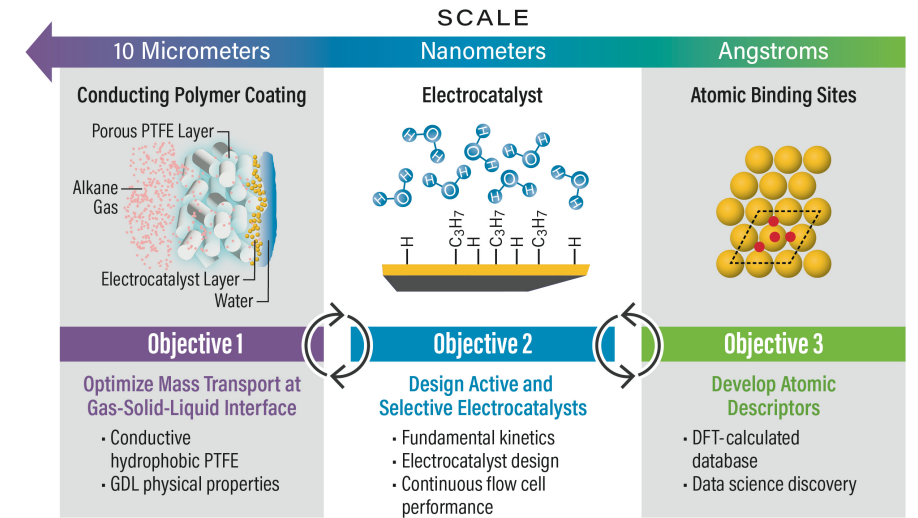 SCALE
10 Micrometers
Nanometers
Angstroms
Conducting Polymer Coating
Electrocatalyst
Atomic Binding Sites
Porous PTFE Layer
Alkane
Gas
Electrocatalyst Layer
Water
H O H
H O H
H O H
H O H
H O H
H O H
H O H
H
C3H7
H
C3H7
H
C3H7
H
Objective 1
Objective 2
Objective 3
Optimize Mass Transport at
Gas-Solid-Liquid Interface
· Conductive
hydrophobic PTFE
· GDL physical properties
Design Active and
Selective Electrocatalysts
· Fundamental kinetics
· Electrocatalyst design
· Continuous flow cell
performance
Develop Atomic
Descriptors
· DFT-calculated
database
· Data science discovery